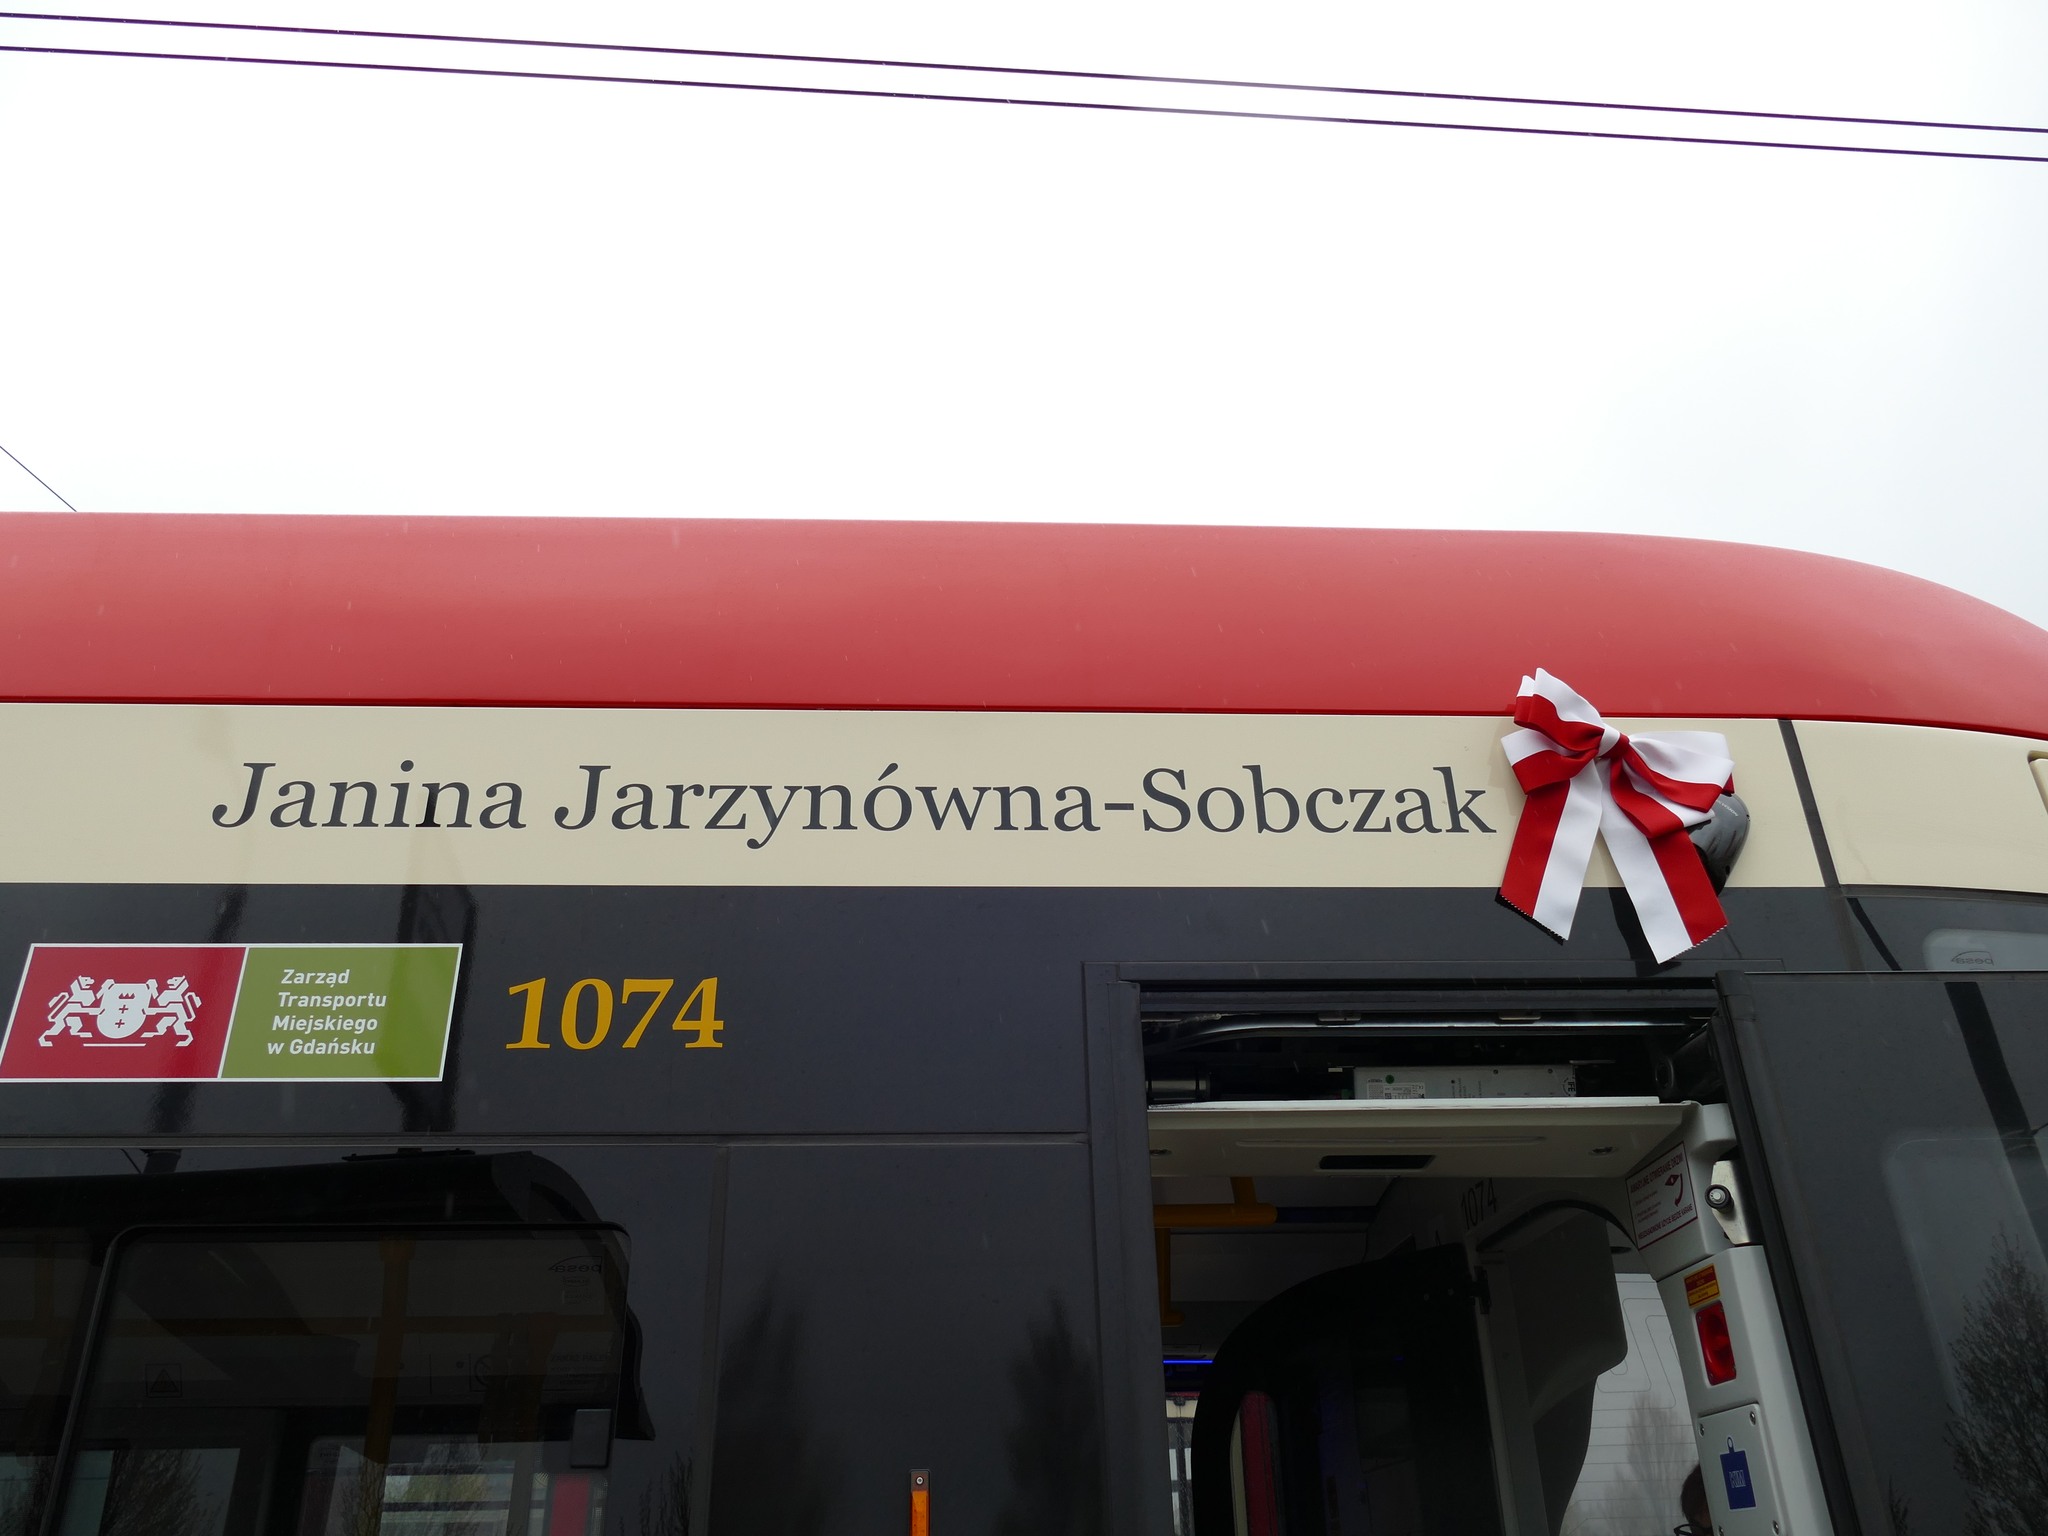 Janina Jarzynówna-Sobczak
Zarząd
Transportu
Miejskiego
w Gdańsku
1074
1074